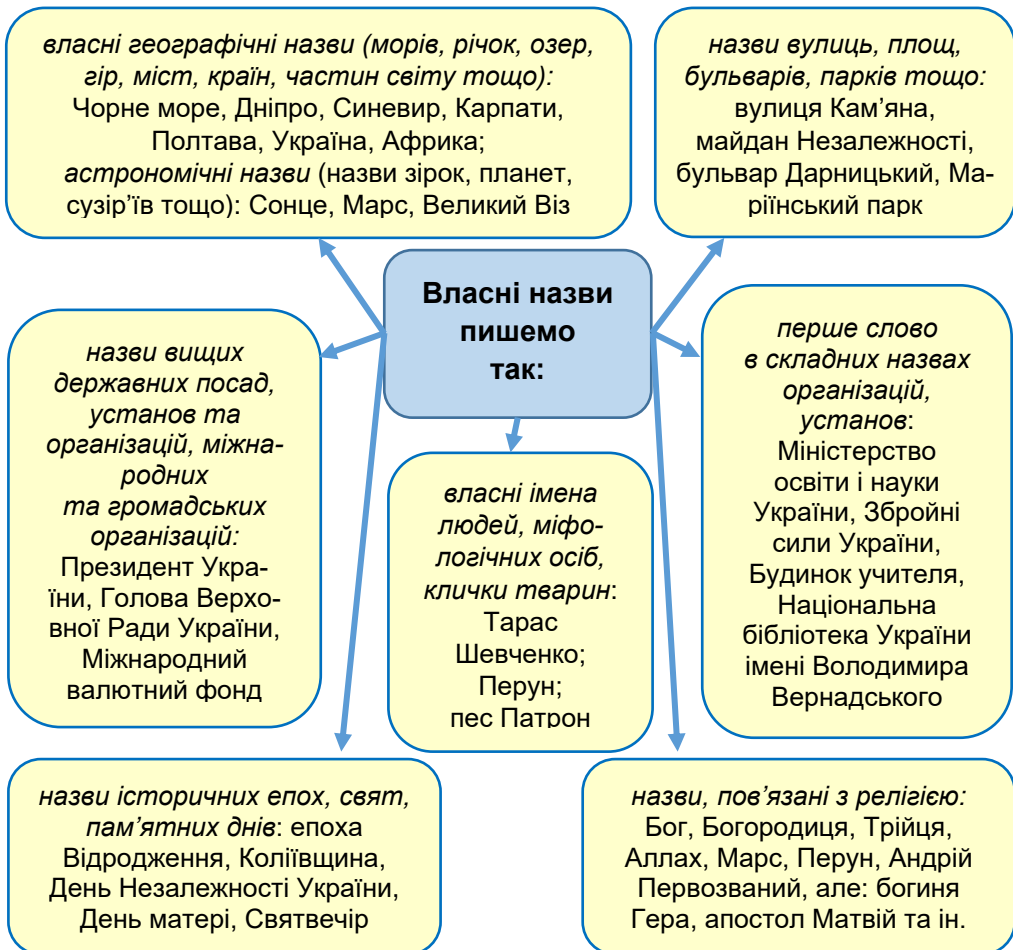 власні географічні назви (морів, річок, озер,
гір, міст, країн, частин світу тощо):
Чорне море, Дніпро, Синевир, Карпати,
Полтава, Україна, Африка;
астрономічні назви (назви зірок, планет,
сузір’їв тощо): Сонце, Марс, Великий Віз
назви вулиць, площ,
бульварів, парків тощо:
вулиця Кам’яна,
майдан Незалежності,
бульвар Дарницький, Ма-
ріїнський парк
Власні назви
пишемо
так:
назви вищих
державних посад,
установ та
організацій, міжна-
родних
та громадських
організацій:
Президент Укра-
їни, Голова Верхо-
вної Ради України,
Міжнародний
валютний фонд
власні імена
людей, міфо-
логічних осіб,
клички тварин:
Тарас
Шевченко;
Перун;
пес Патрон
перше слово
в складних назвах
організацій,
установ:
Міністерство
освіти і науки
України, Збройні
сили України,
Будинок учителя,
Національна
бібліотека України
імені Володимира
Вернадського
назви історичних епох, свят,
пам’ятних днів: епоха
Відродження, Коліївщина,
День Незалежності України,
День матері, Святвечір
назви, пов’язані з релігією:
Бог, Богородиця, Трійця,
Аллах, Марс, Перун, Андрій
Первозваний, але: богиня
Гера, апостол Матвій та ін.